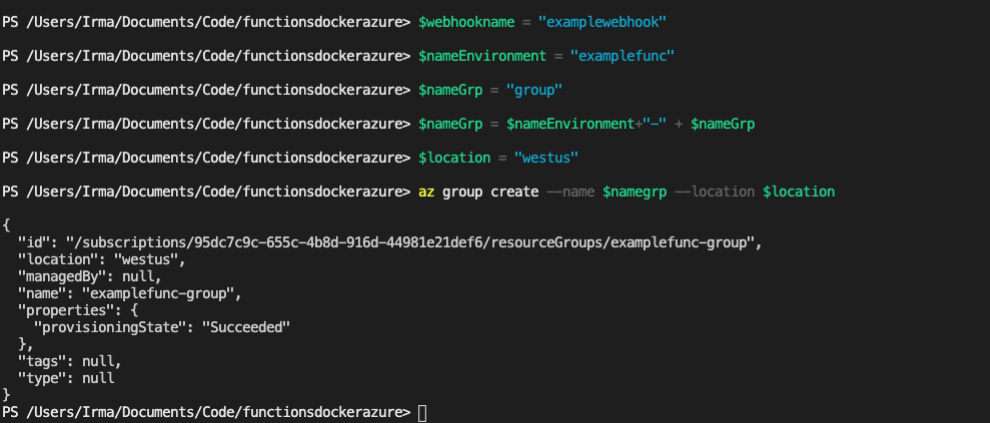 PS /Users/Irma/Documents/Code/functionsdockerazure> $webhookname = "examplewebhook"
PS /Users/Irma/Documents/Code/functionsdockerazure> $nameEnvironment = "examplefunc"
PS /Users/Irma/Documents/Code/functionsdockerazure> $nameGrp = "group"
PS /Users/Irma/Documents/Code/functionsdockerazure> $nameGrp = $nameEnvironment+"-" + $nameGrp
PS /Users/Irma/Documents/Code/functionsdockerazure> $location = "westus"
PS /Users/Irma/Documents/Code/functionsdockerazure> az group create --name $namegrp --location $location
{
  "id": "/subscriptions/95dc7c9c-655c-4b8d-916d-44981e21def6/resourceGroups/examplefunc-group",
  "location": "westus",
  "managedBy": null,
  "name": "examplefunc-group",
  "properties": {
    "provisioningState": "Succeeded"
  },
  "tags": null,
  "type": null
}
PS /Users/Irma/Documents/Code/functionsdockerazure>